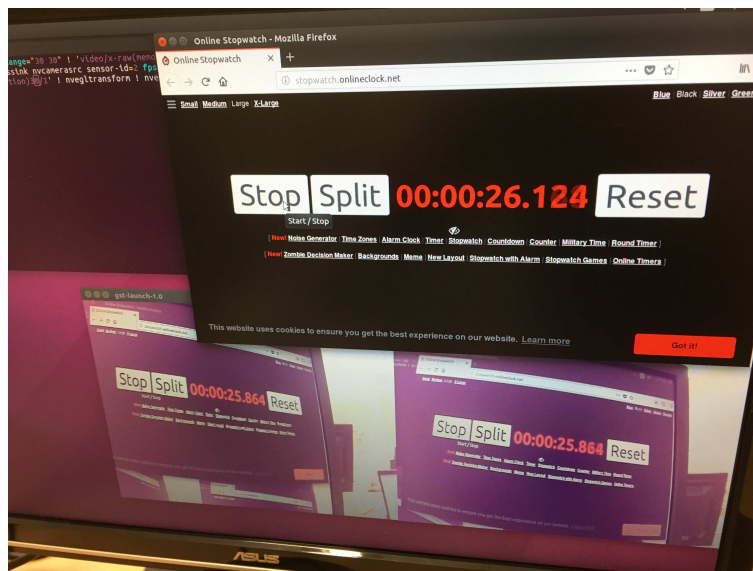 Online Stopwatch - Mozilla Firefox
ange="30 30" ! 'video/x-raw(memo
ssink nvcamerasrc sensor-id=2 fps
tion)30/1' ! nvegltransform ! nve
Online Stopwatch × +
stopwatch.onlineclock.net
Small | Medium | Large | X-Large
Blue | Black | Silver | Green
Stop Split 00:00:26.124 Reset
Start / Stop
[ New! Noise Generator | Time Zones | Alarm Clock | Timer | Stopwatch | Countdown | Counter | Military Time | Round Timer ]
[ New! Zombie Decision Maker | Backgrounds | Meme | New Layout | Stopwatch with Alarm | Stopwatch Games | Online Timers ]
This website uses cookies to ensure you get the best experience on our website. Learn more
Got it!
gst-launch-1.0
Stop Split 00:00:25.864 Reset
Start / Stop
Stop Split 00:00:25.864 Reset
Start / Stop
ASUS